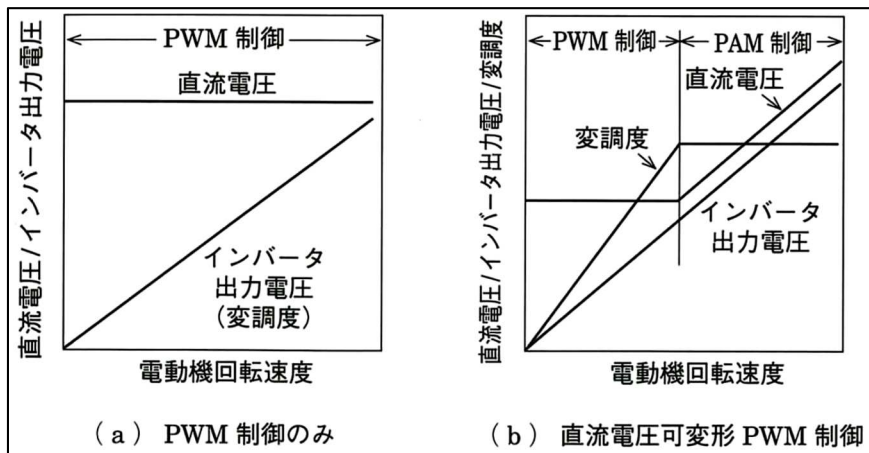 直流電圧/インバータ出力電圧
PWM 制御
直流電圧
インバータ
出力電圧
(変調度)
電動機回転速度
(a) PWM 制御のみ
直流電圧/インバータ出力電圧/変調度
PWM 制御
PAM 制御
直流電圧
変調度
インバータ
出力電圧
電動機回転速度
(b) 直流電圧可変形 PWM 制御